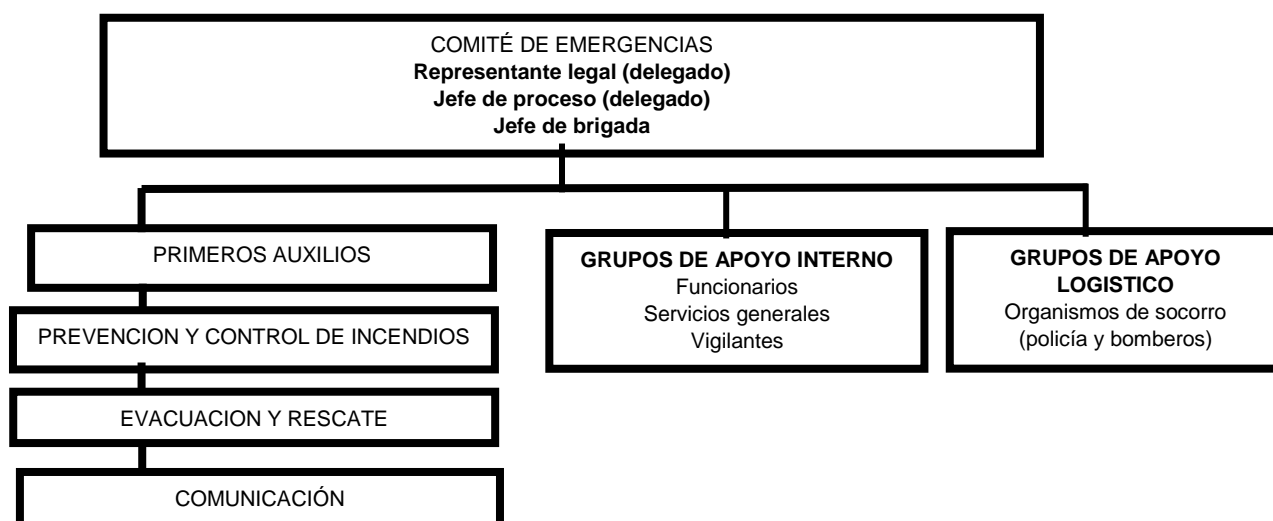 COMITÉ DE EMERGENCIAS
Representante legal (delegado)
Jefe de proceso (delegado)
Jefe de brigada
PRIMEROS AUXILIOS
PREVENCION Y CONTROL DE INCENDIOS
EVACUACION Y RESCATE
COMUNICACIÓN
GRUPOS DE APOYO INTERNO
Funcionarios
Servicios generales
Vigilantes
GRUPOS DE APOYO
LOGISTICO
Organismos de socorro
(policía y bomberos)